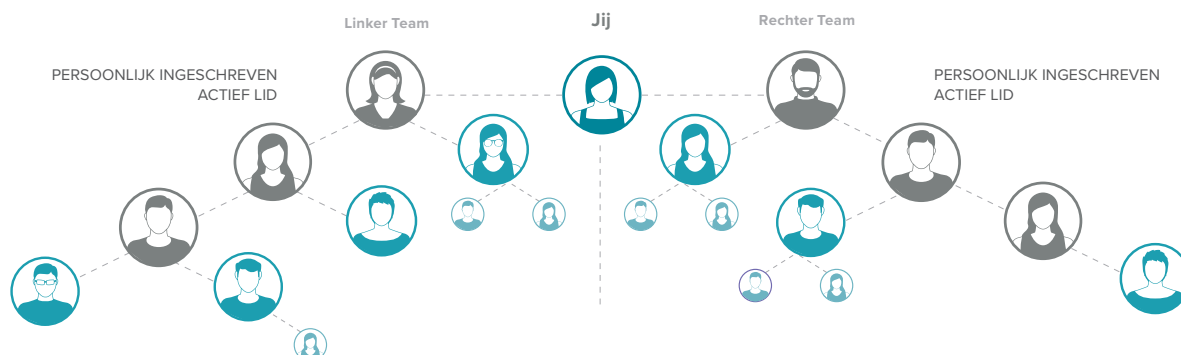 Linker Team
Jij
Rechter Team
PERSOONLIJK INGESCHREVEN
ACTIEF LID
PERSOONLIJK INGESCHREVEN
ACTIEF LID